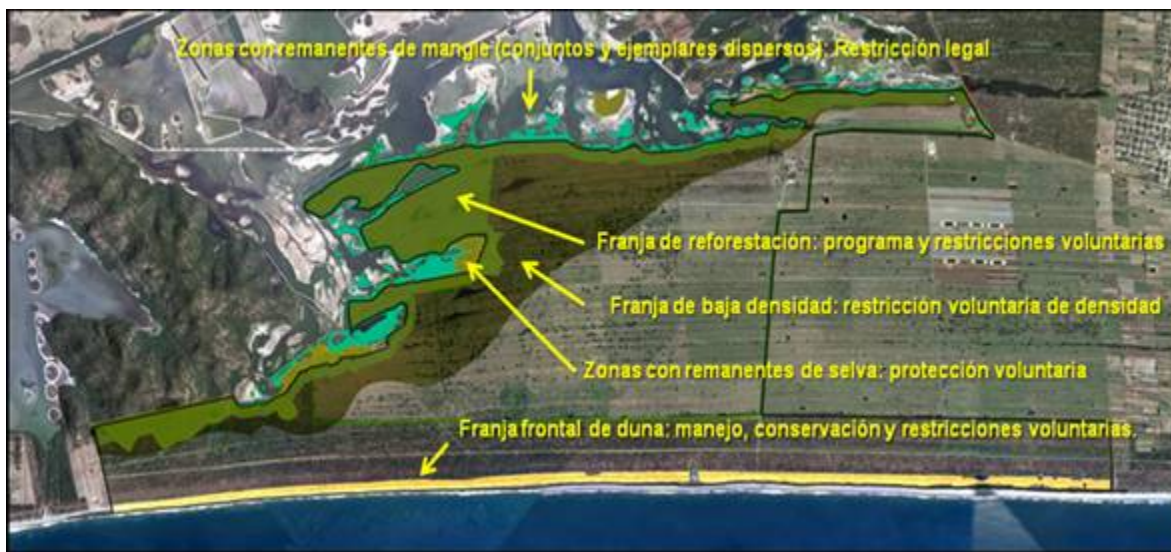 Zonas con remanentes de mangle (conjuntos y ejemplares dispersos): Restricción legal
Franja de reforestación: programa y restricciones voluntarias
Franja de baja densidad: restricción voluntaria de densidad
Zonas con remanentes de selva: protección voluntaria
Franja frontal de duna: manejo, conservación y restricciones voluntarias.